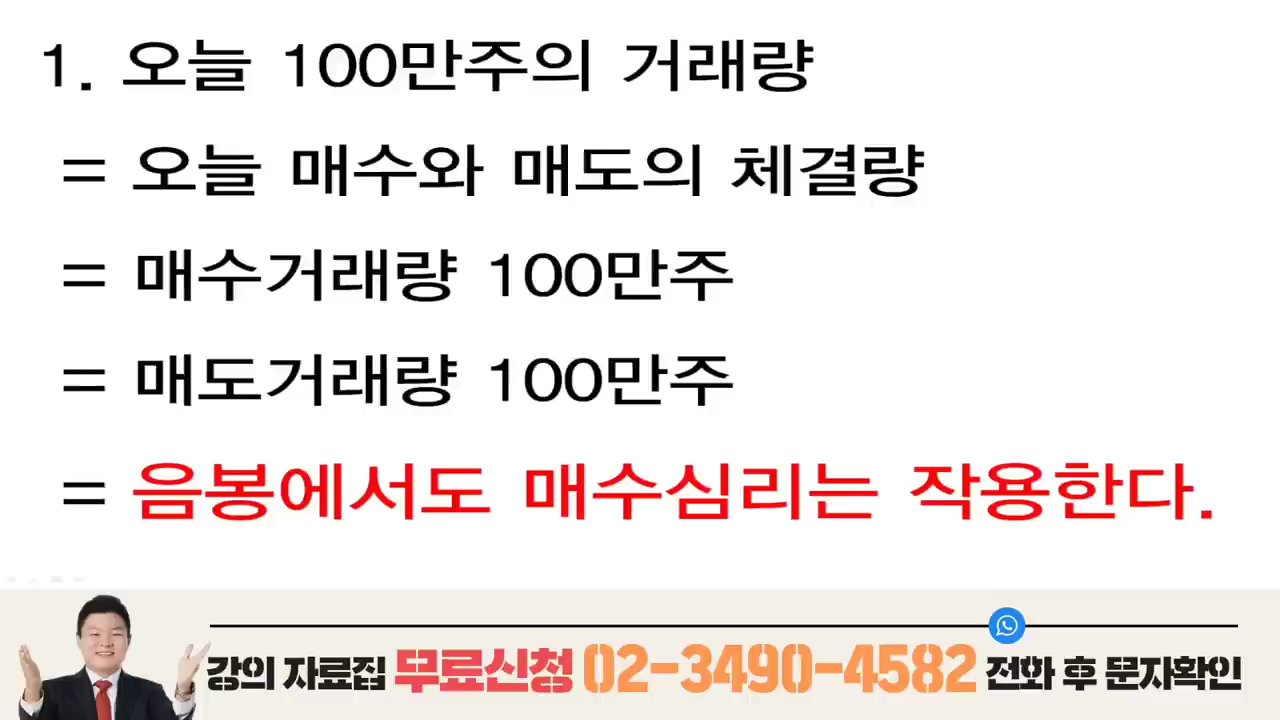 1. 오늘 100만주의 거래량
= 오늘 매수와 매도의 체결량
= 매수거래량 100만주
= 매도거래량 100만주
= 음봉에서도 매수심리는 작용한다.
강의 자료집 무료신청 02-3490-4582 전화 후 문자확인